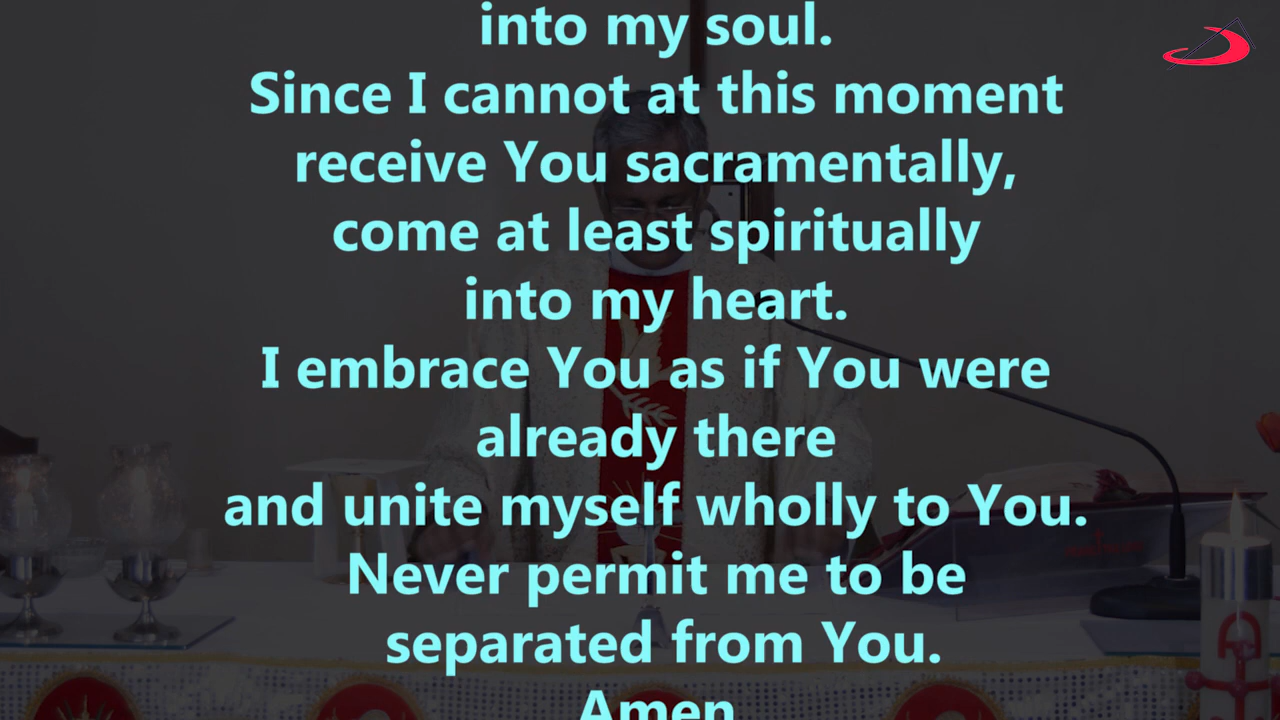 into my soul.
Since I cannot at this moment
receive You sacramentally,
come at least spiritually
into my heart.
I embrace You as if You were
already there
and unite myself wholly to You.
Never permit me to be
separated from You.
Amen